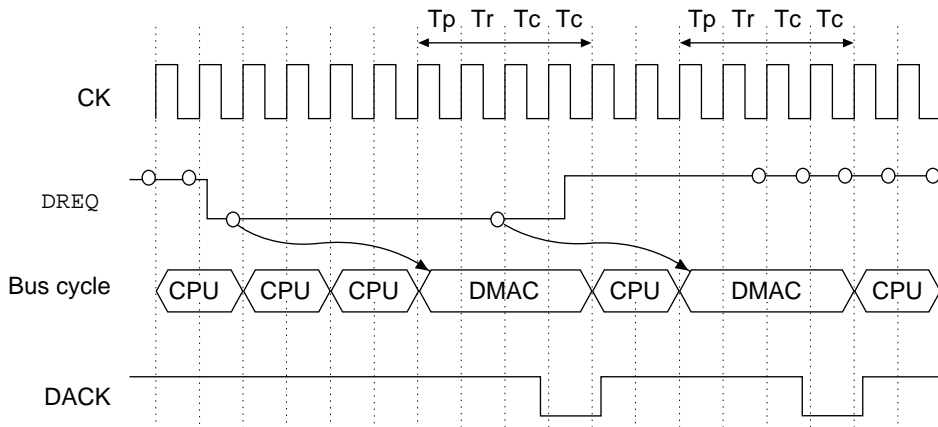 Tp Tr Tc Tc Tp Tr Tc Tc
CK
DREQ
Bus cycle CPU CPU CPU DMAC CPU DMAC CPU
DACK